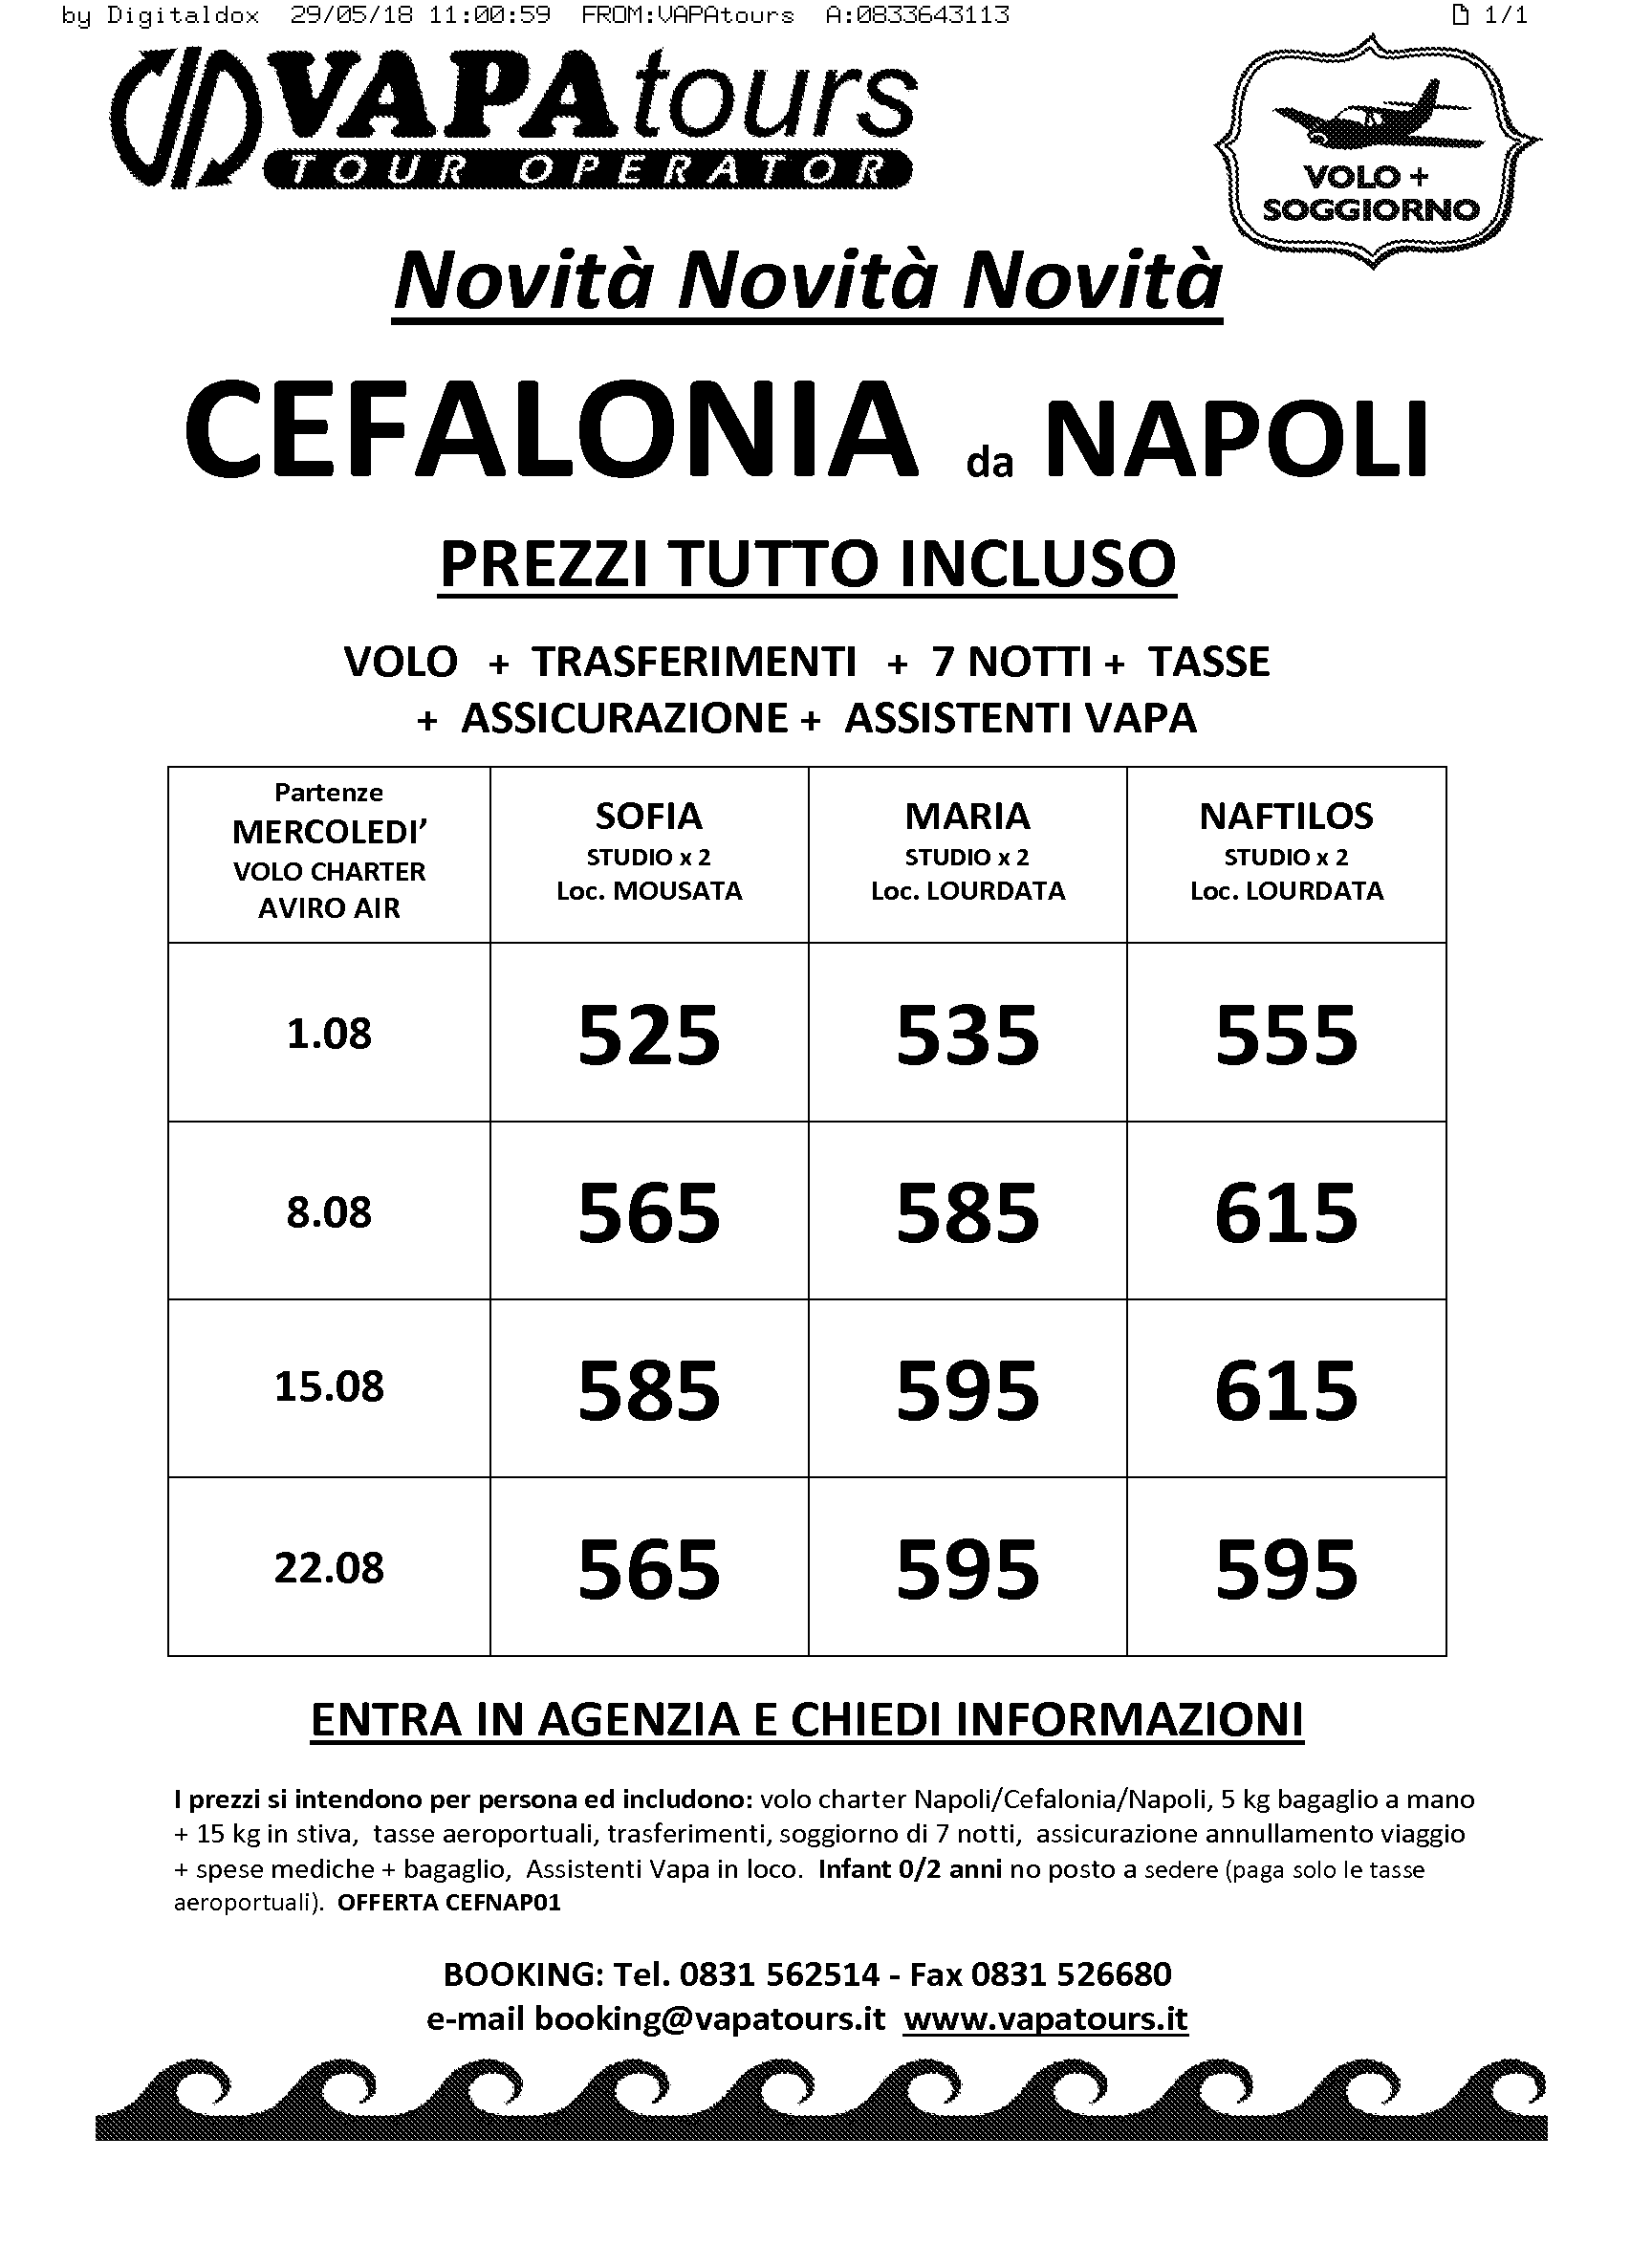 by Digitaldox 29/05/18 11:00:59 FROM:VAPAtours A:0833643113 1/1
VAPAtours
TOUR OPERATOR
VOLO +
SOGGIORNO
Novità Novità Novità
CEFALONIA da NAPOLI
PREZZI TUTTO INCLUSO
VOLO + TRASFERIMENTI + 7 NOTTI + TASSE
+ ASSICURAZIONE + ASSISTENTI VAPA
Partenze
MERCOLEDI’
VOLO CHARTER
AVIRO AIR
SOFIA
STUDIO x 2
Loc. MOUSATA
MARIA
STUDIO x 2
Loc. LOURDATA
NAFTILOS
STUDIO x 2
Loc. LOURDATA
1.08 525 535 555
8.08 565 585 615
15.08 585 595 615
22.08 565 595 595
ENTRA IN AGENZIA E CHIEDI INFORMAZIONI
I prezzi si intendono per persona ed includono: volo charter Napoli/Cefalonia/Napoli, 5 kg bagaglio a mano
+ 15 kg in stiva, tasse aeroportuali, trasferimenti, soggiorno di 7 notti, assicurazione annullamento viaggio
+ spese mediche + bagaglio, Assistenti Vapa in loco. Infant 0/2 anni no posto a sedere (paga solo le tasse
aeroportuali). OFFERTA CEFNAP01
BOOKING: Tel. 0831 562514 - Fax 0831 526680
e-mail booking@vapatours.it www.vapatours.it